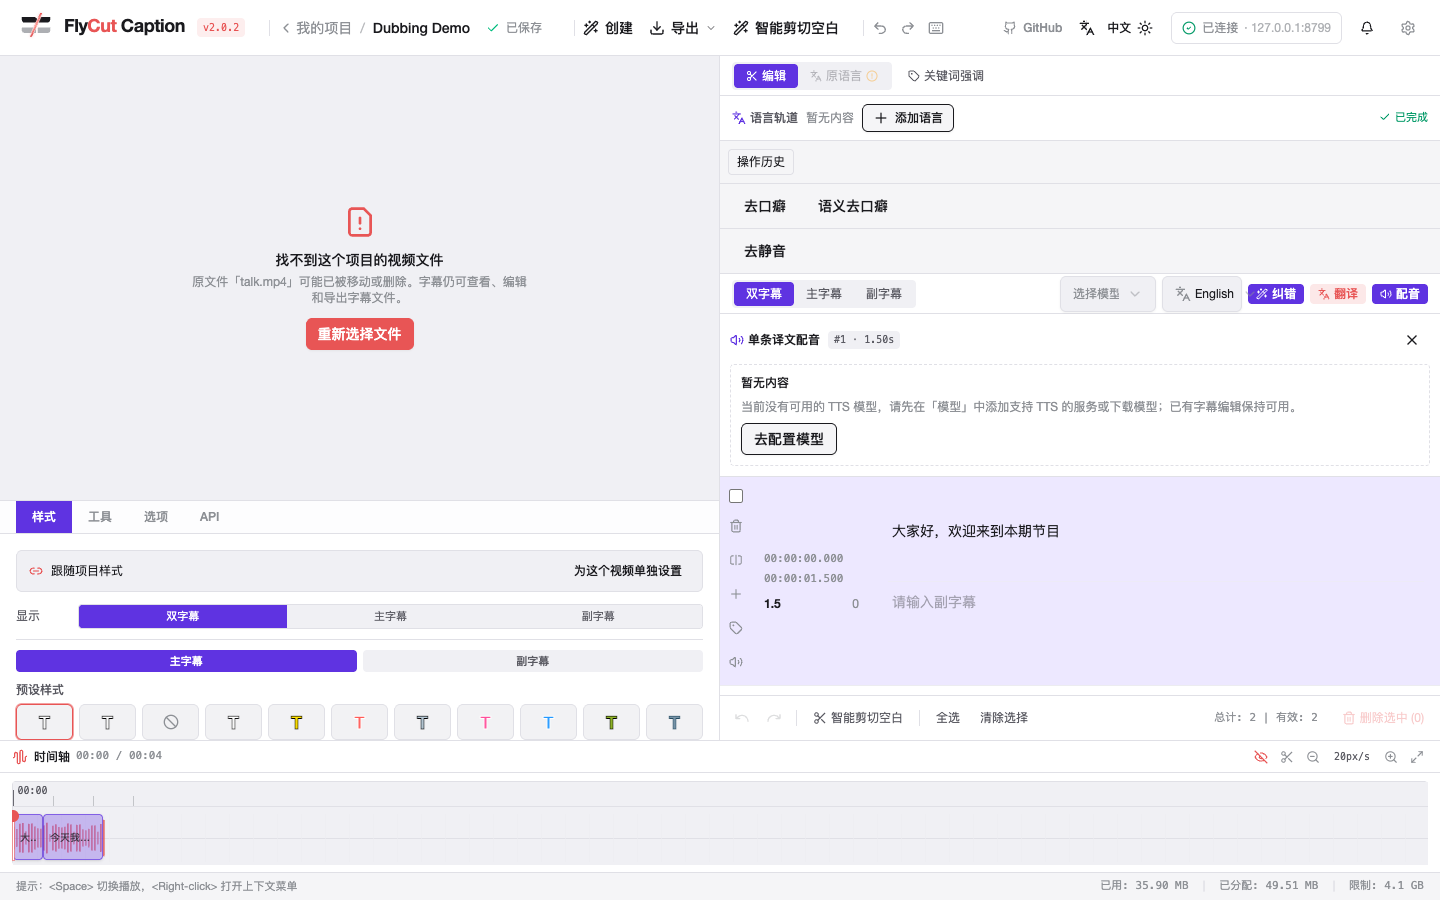 FlyCut Caption v2.0.2 我的项目 / Dubbing Demo 已保存 创建 导出 智能剪切空白 GitHub 中文 已连接 · 127.0.0.1:8799
找不到这个项目的视频文件
原文件「talk.mp4」可能已被移动或删除。字幕仍可查看、编辑
和导出字幕文件。
重新选择文件
编辑 原语言 关键词强调
语言轨道 暂无内容 添加语言 已完成
操作历史
去口癖 语义去口癖
去静音
双字幕 主字幕 副字幕 选择模型 English 纠错 翻译 配音
单条译文配音 #1 · 1.50s
暂无内容
当前没有可用的 TTS 模型，请先在「模型」中添加支持 TTS 的服务或下载模型；已有字幕编辑保持可用。
去配置模型
大家好，欢迎来到本期节目
00:00:00.000
00:00:01.500
1.5 0 请输入副字幕
样式 工具 选项 API
跟随项目样式 为这个视频单独设置
显示 双字幕 主字幕 副字幕
主字幕 副字幕
预设样式
T T T T T T T T T T
智能剪切空白 全选 清除选择 总计: 2 | 有效: 2 删除选中 (0)
时间轴 00:00 / 00:04 20px/s
00:00
大... 今天我...
提示: <Space> 切换播放，<Right-click> 打开上下文菜单 已用: 35.90 MB 已分配: 49.51 MB 限制: 4.1 GB